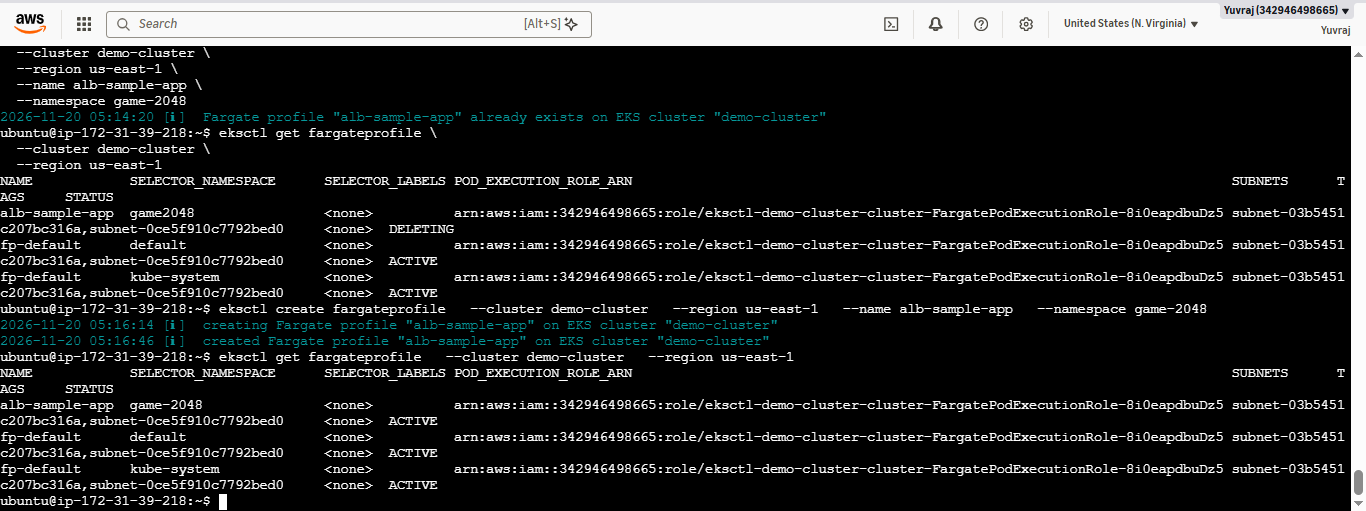 aws
Search
[Alt+S]
United States (N. Virginia)
Yuvraj (342946498665)
Yuvraj
  --cluster demo-cluster \
  --region us-east-1 \
  --name alb-sample-app \
  --namespace game-2048
2026-11-20 05:14:20 [ℹ]  Fargate profile "alb-sample-app" already exists on EKS cluster "demo-cluster"
ubuntu@ip-172-31-39-218:~$ eksctl get fargateprofile \
  --cluster demo-cluster \
  --region us-east-1
NAME            SELECTOR_NAMESPACE      SELECTOR_LABELS POD_EXECUTION_ROLE_ARN                                                                          SUBNETS      T
AGS     STATUS
alb-sample-app  game2048                <none>          arn:aws:iam::342946498665:role/eksctl-demo-cluster-cluster-FargatePodExecutionRole-8i0eapdbuDz5 subnet-03b5451
c207bc316a,subnet-0ce5f910c7792bed0     <none>  DELETING
fp-default      default                 <none>          arn:aws:iam::342946498665:role/eksctl-demo-cluster-cluster-FargatePodExecutionRole-8i0eapdbuDz5 subnet-03b5451
c207bc316a,subnet-0ce5f910c7792bed0     <none>  ACTIVE
fp-default      kube-system             <none>          arn:aws:iam::342946498665:role/eksctl-demo-cluster-cluster-FargatePodExecutionRole-8i0eapdbuDz5 subnet-03b5451
c207bc316a,subnet-0ce5f910c7792bed0     <none>  ACTIVE
ubuntu@ip-172-31-39-218:~$ eksctl create fargateprofile   --cluster demo-cluster   --region us-east-1   --name alb-sample-app   --namespace game-2048
2026-11-20 05:16:14 [ℹ]  creating Fargate profile "alb-sample-app" on EKS cluster "demo-cluster"
2026-11-20 05:16:46 [ℹ]  created Fargate profile "alb-sample-app" on EKS cluster "demo-cluster"
ubuntu@ip-172-31-39-218:~$ eksctl get fargateprofile   --cluster demo-cluster   --region us-east-1
NAME            SELECTOR_NAMESPACE      SELECTOR_LABELS POD_EXECUTION_ROLE_ARN                                                                          SUBNETS      T
AGS     STATUS
alb-sample-app  game-2048               <none>          arn:aws:iam::342946498665:role/eksctl-demo-cluster-cluster-FargatePodExecutionRole-8i0eapdbuDz5 subnet-03b5451
c207bc316a,subnet-0ce5f910c7792bed0     <none>  ACTIVE
fp-default      default                 <none>          arn:aws:iam::342946498665:role/eksctl-demo-cluster-cluster-FargatePodExecutionRole-8i0eapdbuDz5 subnet-03b5451
c207bc316a,subnet-0ce5f910c7792bed0     <none>  ACTIVE
fp-default      kube-system             <none>          arn:aws:iam::342946498665:role/eksctl-demo-cluster-cluster-FargatePodExecutionRole-8i0eapdbuDz5 subnet-03b5451
c207bc316a,subnet-0ce5f910c7792bed0     <none>  ACTIVE
ubuntu@ip-172-31-39-218:~$